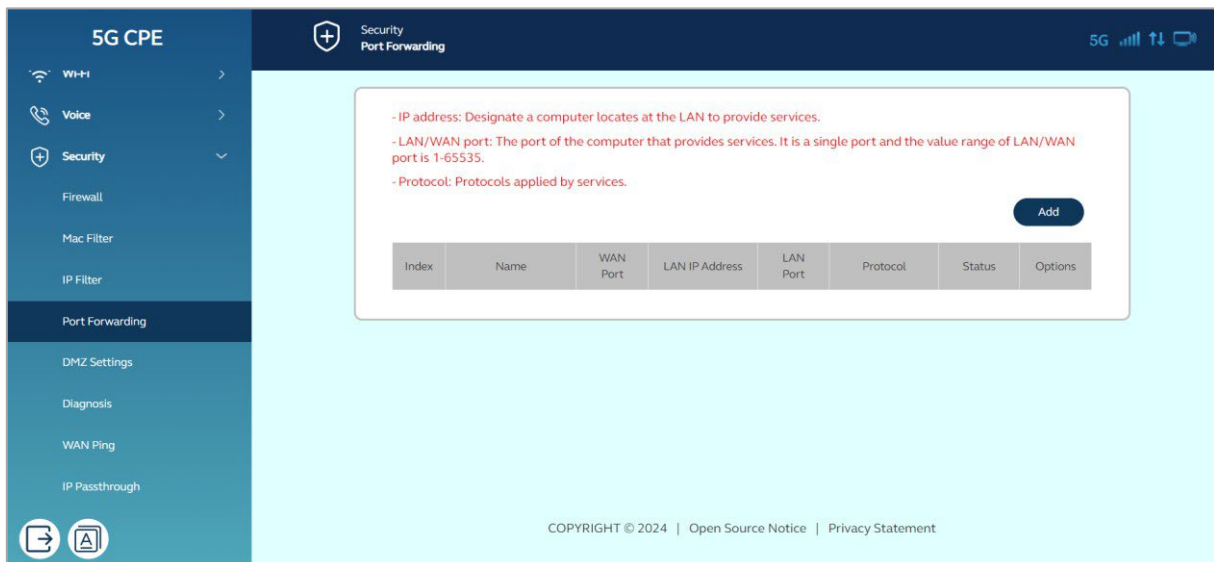 5G CPE
Wi-Fi
Voice
Security
Firewall
Mac Filter
IP Filter
Port Forwarding
DMZ Settings
Diagnosis
WAN Ping
IP Passthrough
A
Security
Port Forwarding
5G
- IP address: Designate a computer locates at the LAN to provide services.
- LAN/WAN port: The port of the computer that provides services. It is a single port and the value range of LAN/WAN
port is 1-65535.
- Protocol: Protocols applied by services.
Add
Index Name WAN Port LAN IP Address LAN Port Protocol Status Options
COPYRIGHT © 2024 | Open Source Notice | Privacy Statement